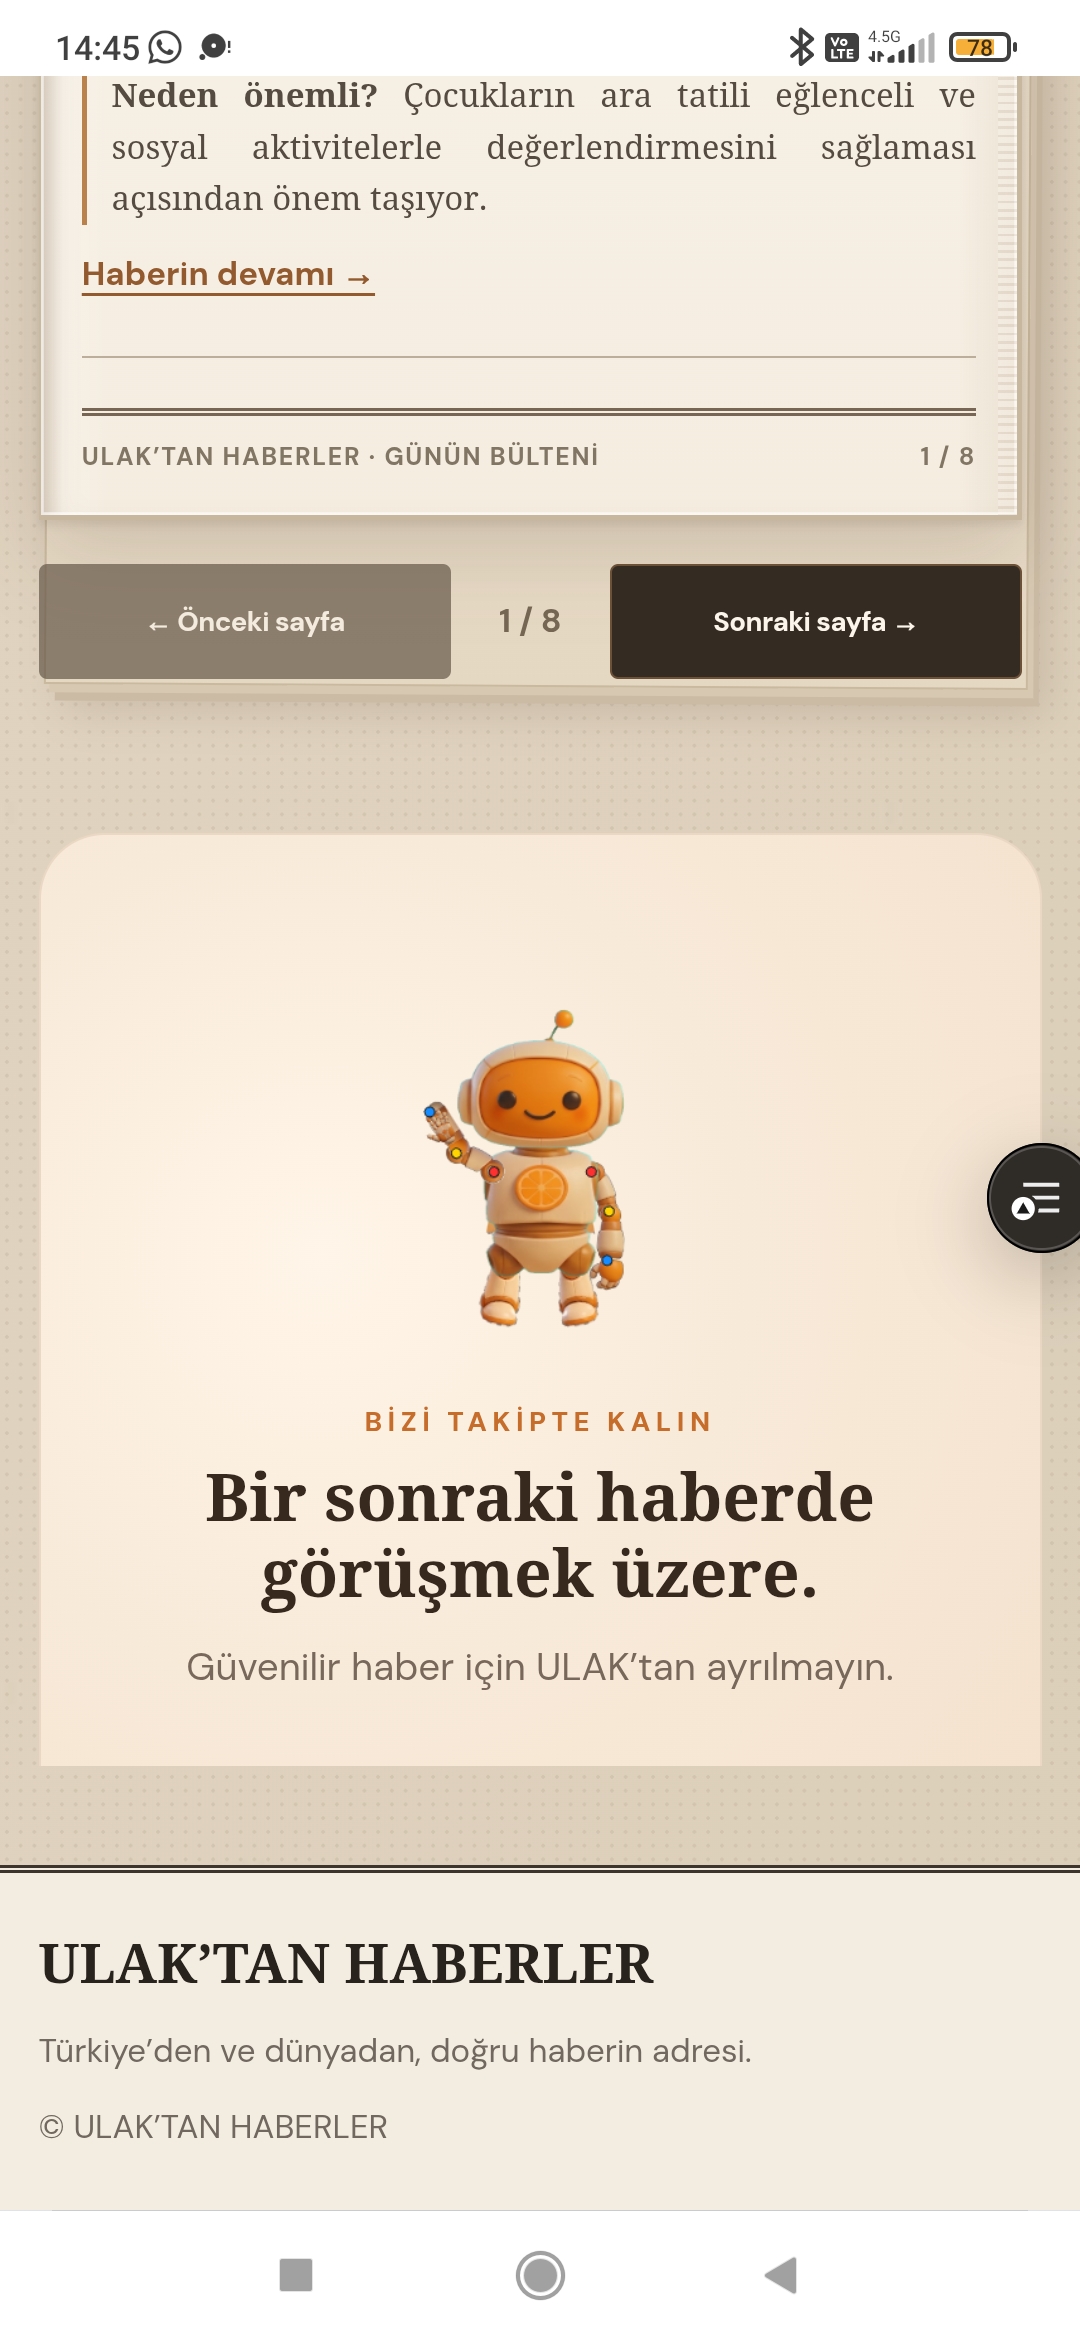 14:45
Vo
LTE
4.5G
78
Neden önemli? Çocukların ara tatili eğlenceli ve
sosyal aktivitelerle değerlendirmesini sağlaması
açısından önem taşıyor.
Haberin devamı →
ULAK’TAN HABERLER · GÜNÜN BÜLTENİ
1 / 8
← Önceki sayfa
1 / 8
Sonraki sayfa →
BİZİ TAKİPTE KALIN
Bir sonraki haberde
görüşmek üzere.
Güvenilir haber için ULAK’tan ayrılmayın.
ULAK’TAN HABERLER
Türkiye’den ve dünyadan, doğru haberin adresi.
© ULAK’TAN HABERLER